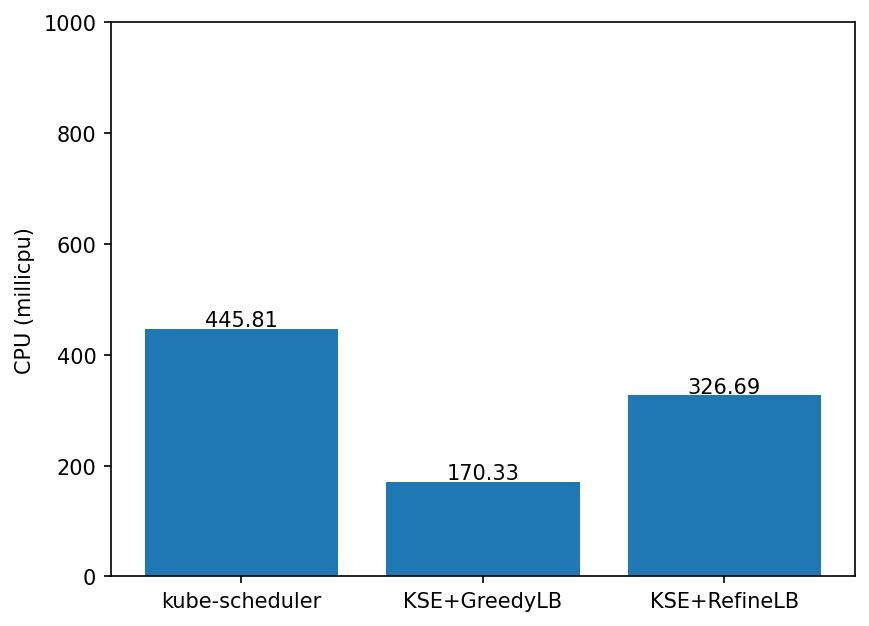 1000
800
600
400
200
0
CPU (millicpu)
445.81
170.33
326.69
kube-scheduler
KSE+GreedyLB
KSE+RefineLB